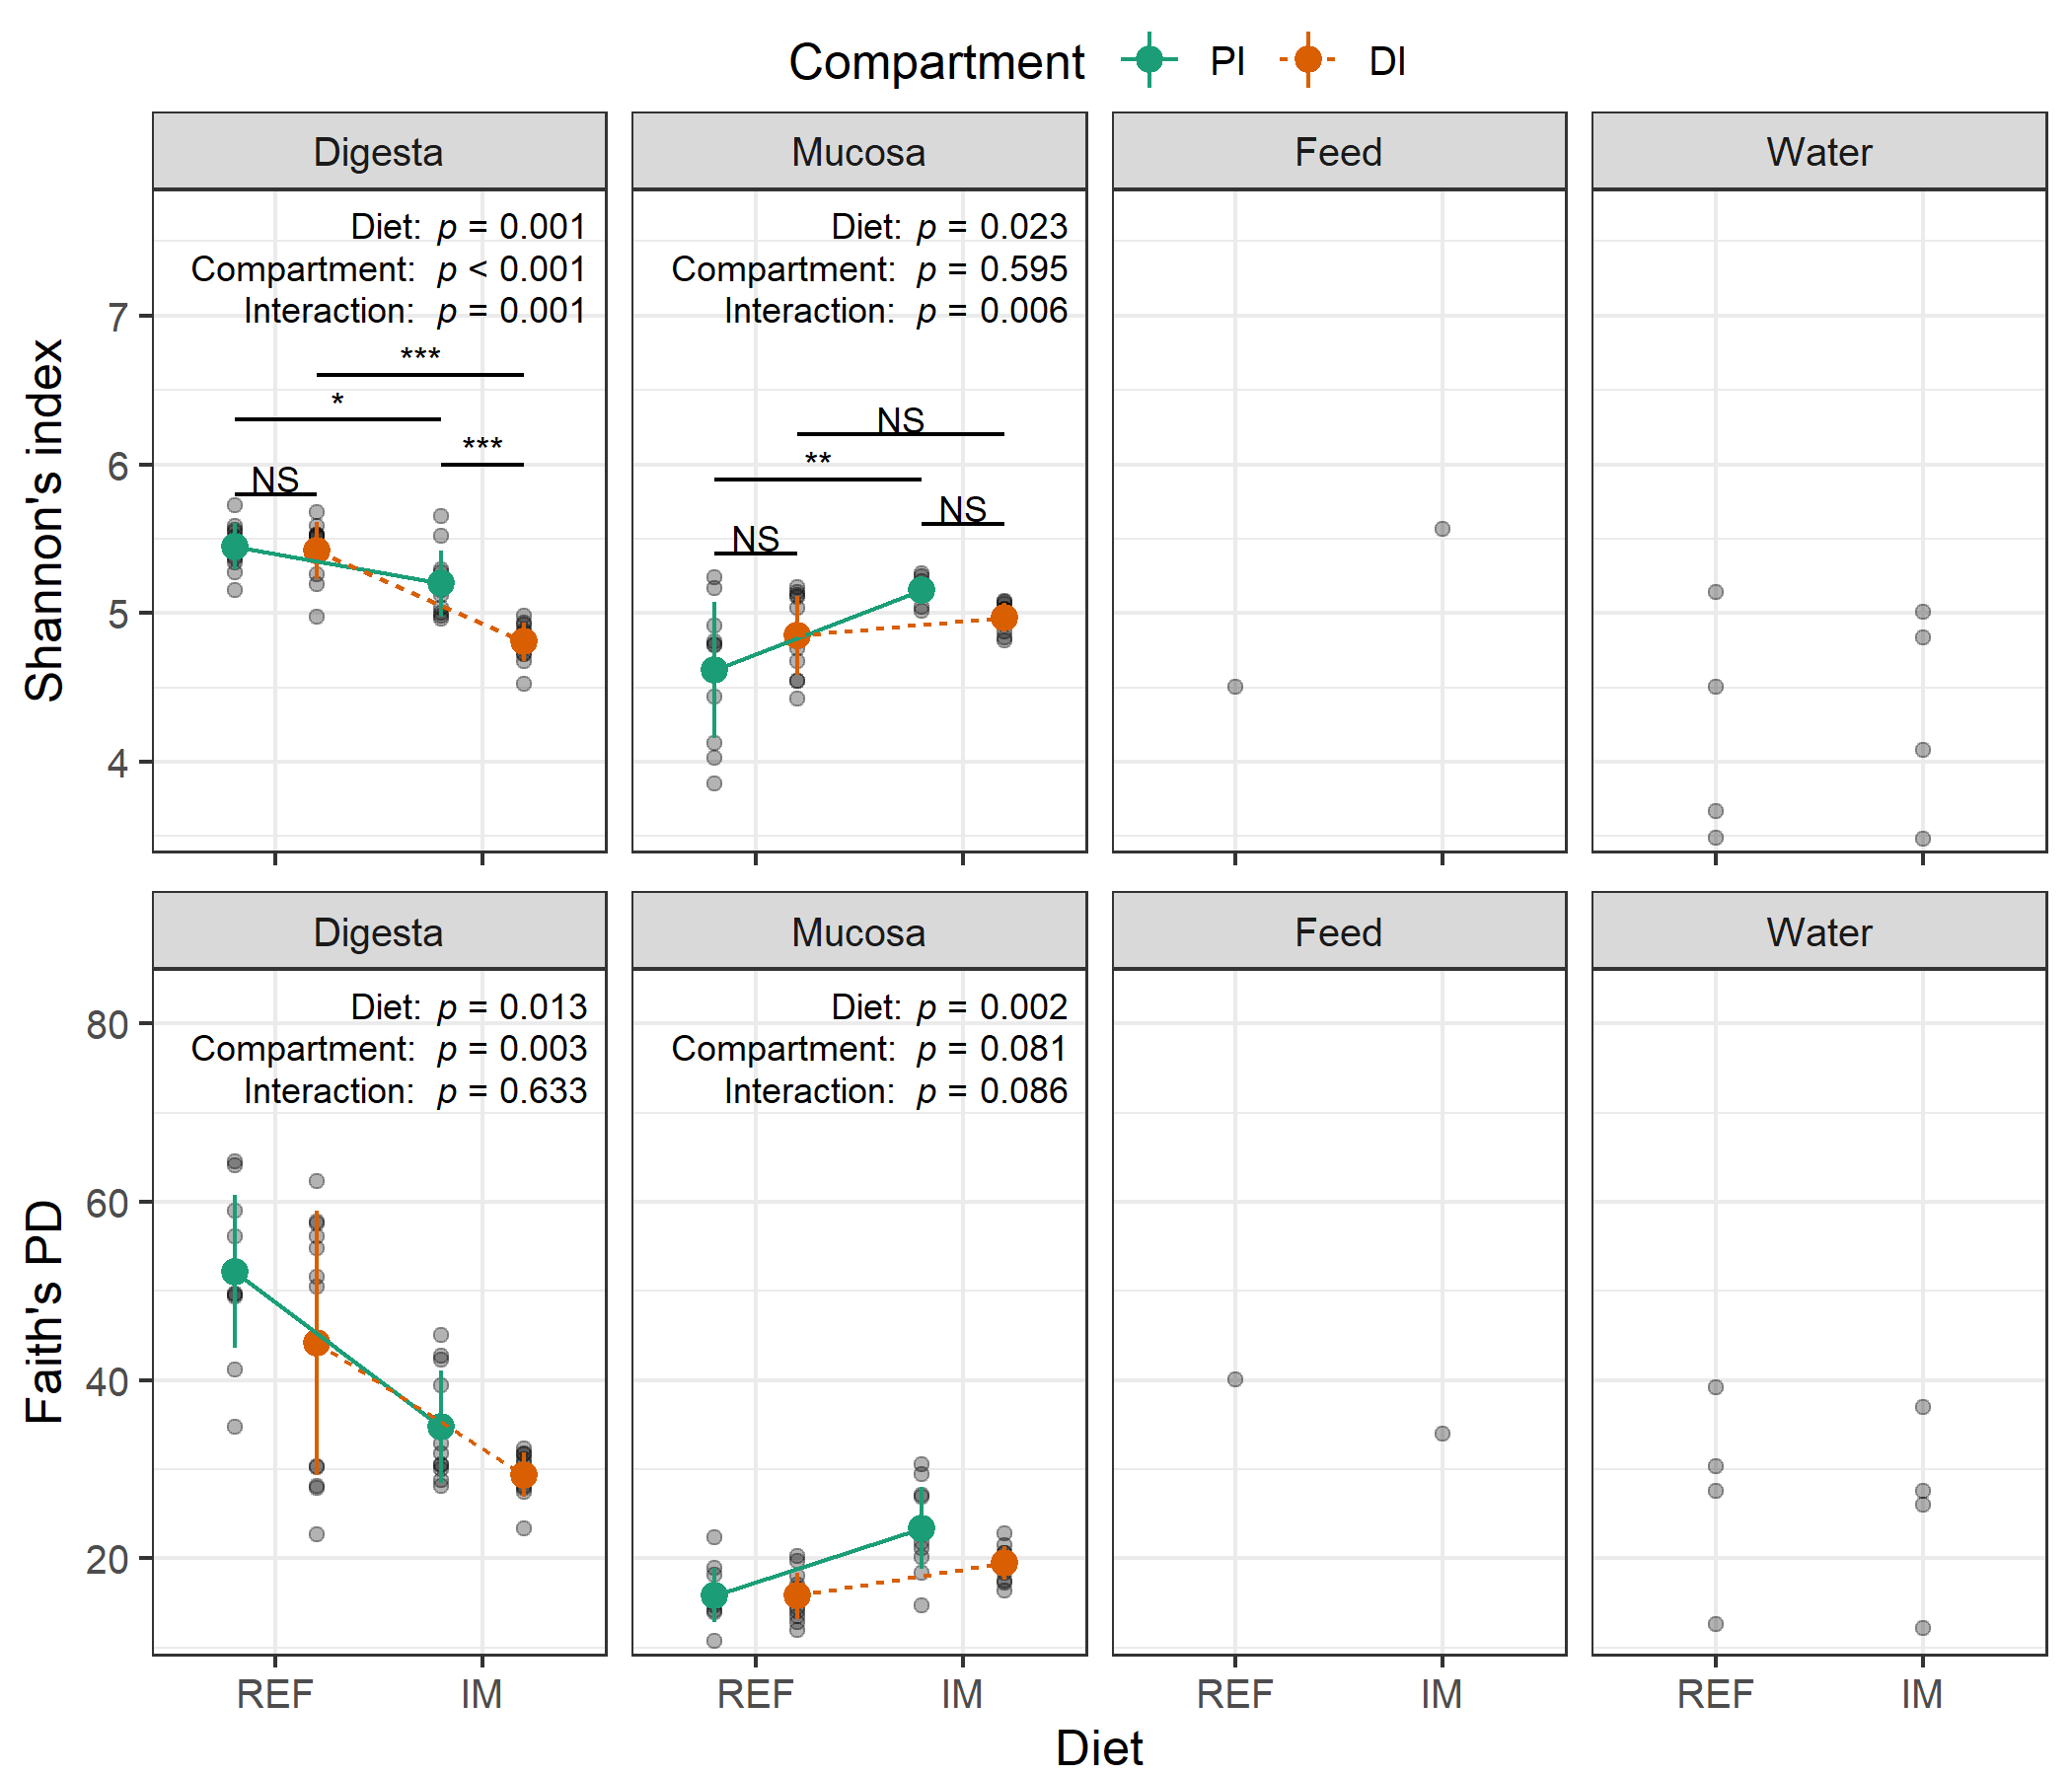 Compartment PI DI
Digesta Mucosa Feed Water
Shannon's index
7
6
5
4
Diet: p = 0.001
Compartment: p < 0.001
Interaction: p = 0.001
***
*
***
NS
Diet: p = 0.023
Compartment: p = 0.595
Interaction: p = 0.006
NS
**
NS
NS
Digesta Mucosa Feed Water
Faith's PD
80
60
40
20
Diet: p = 0.013
Compartment: p = 0.003
Interaction: p = 0.633
Diet: p = 0.002
Compartment: p = 0.081
Interaction: p = 0.086
REF IM REF IM REF IM REF IM
Diet